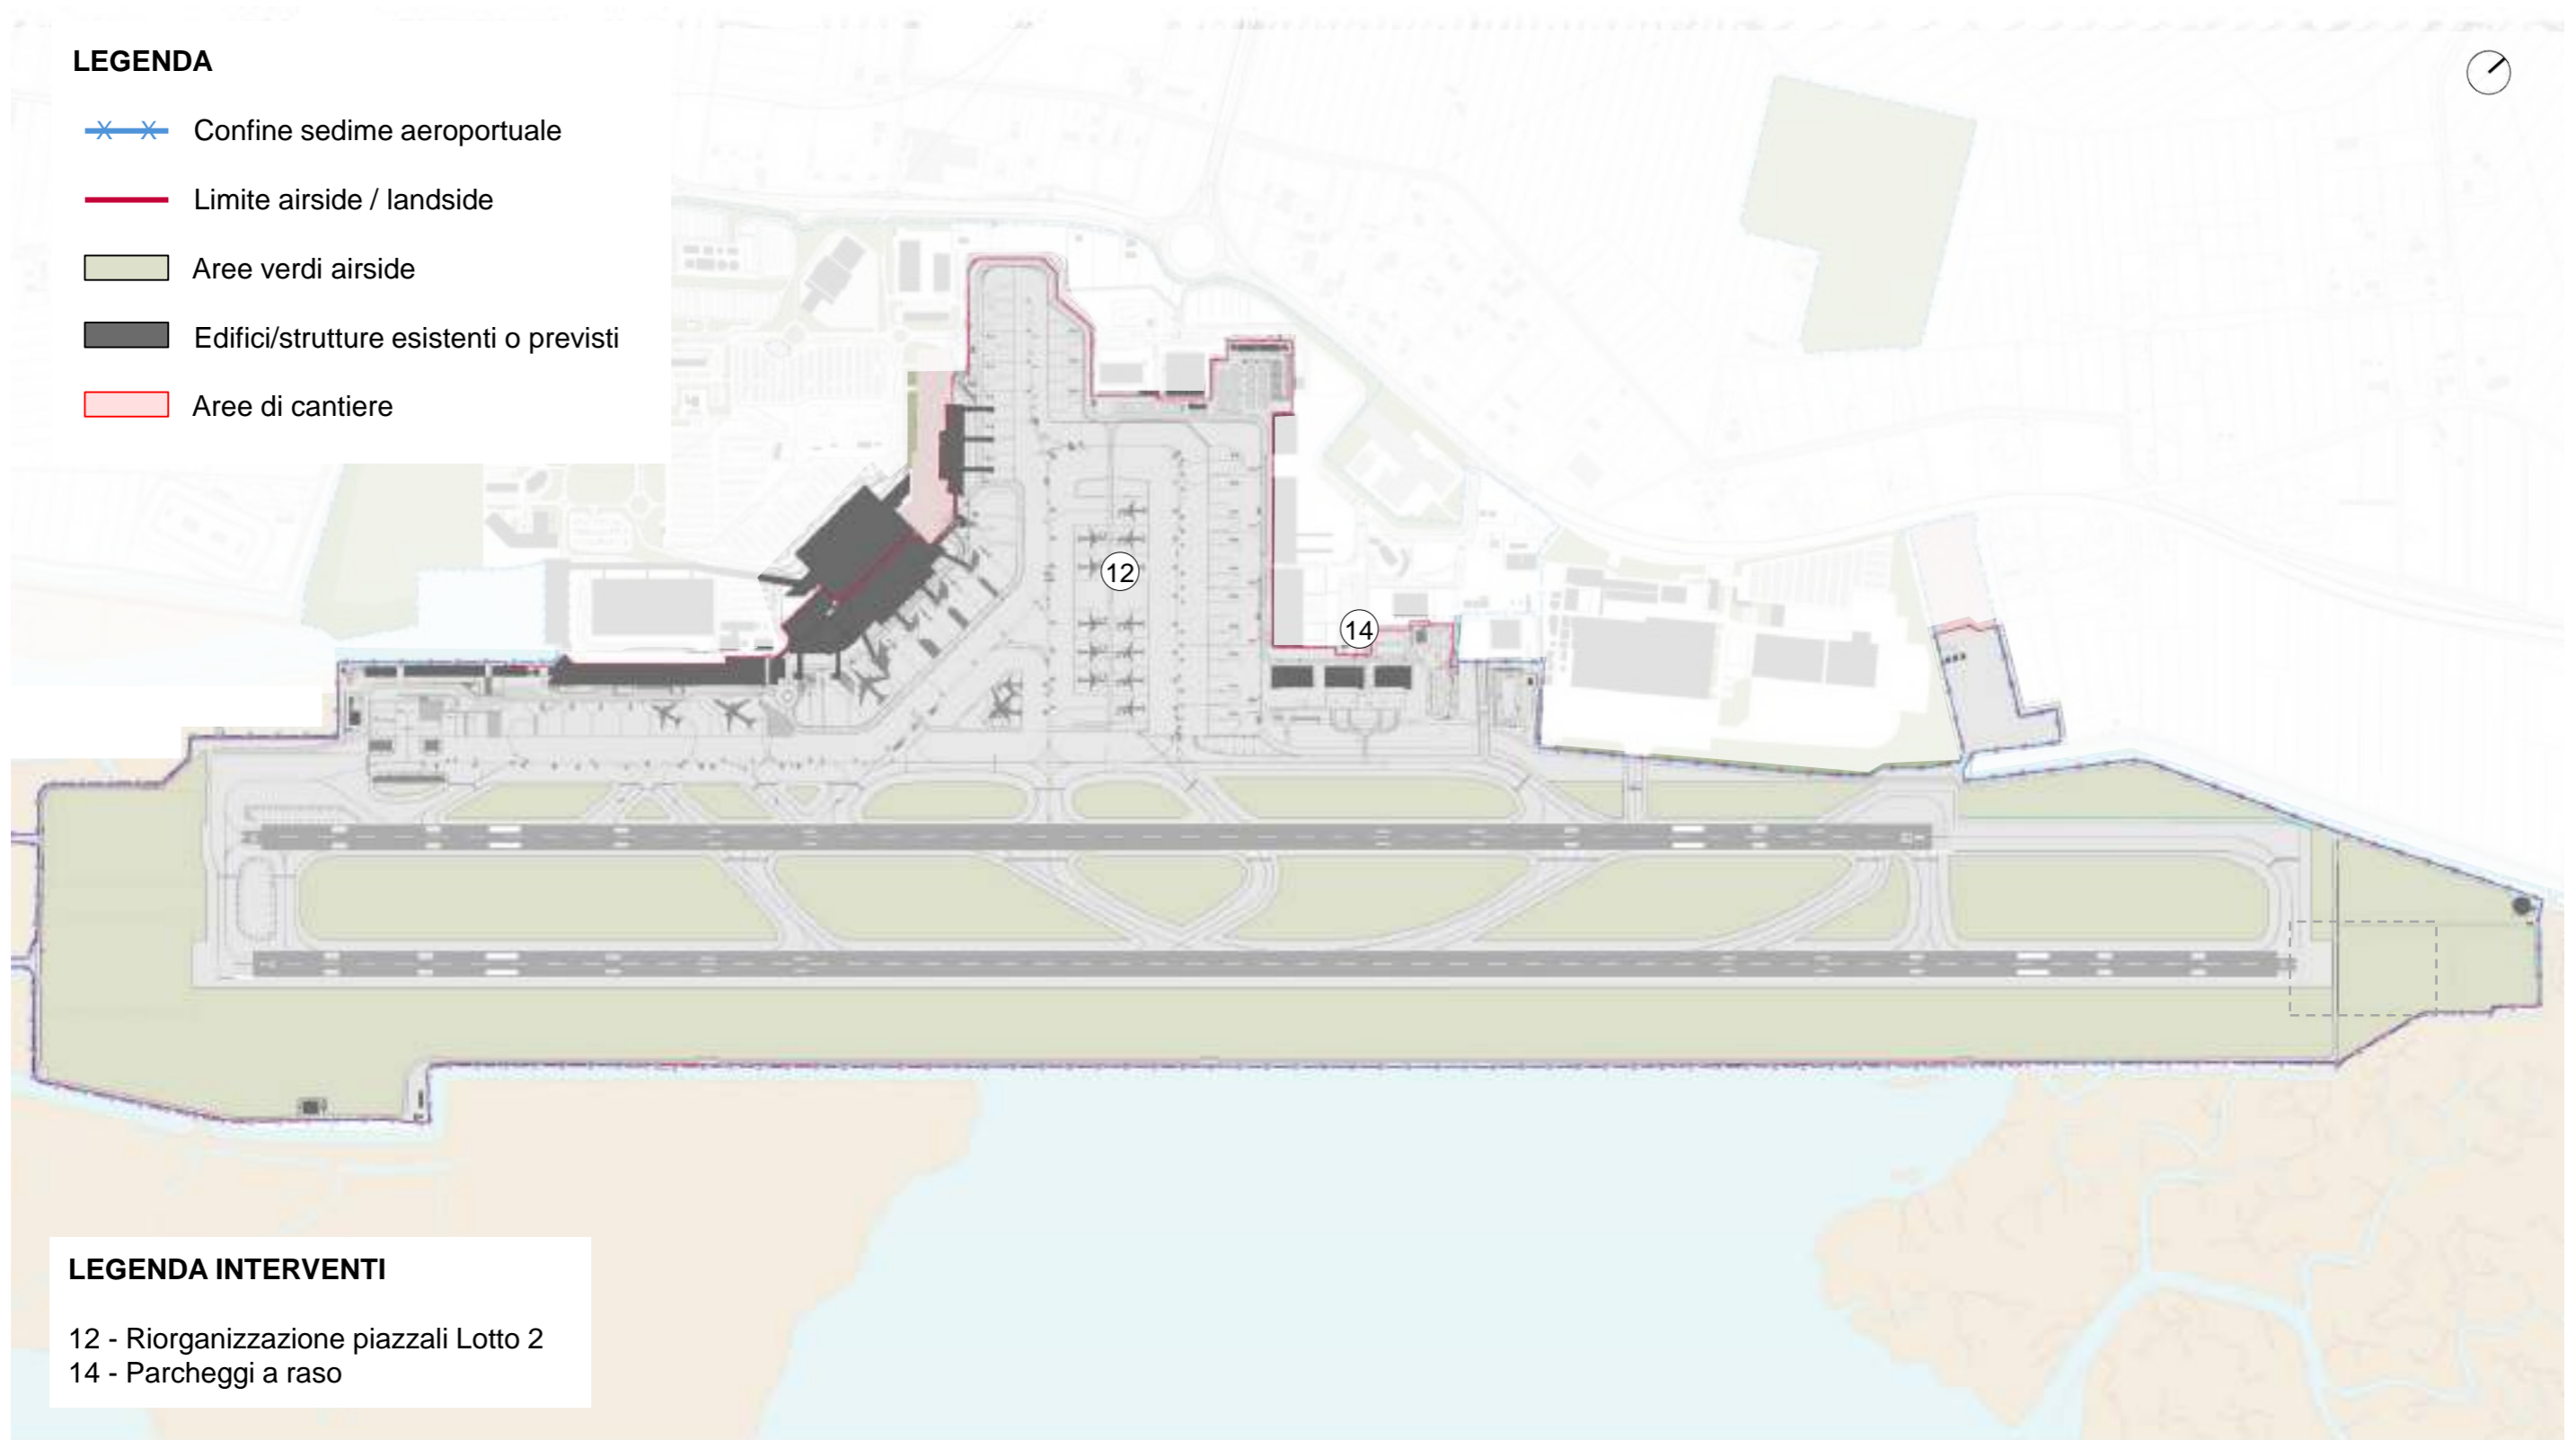 LEGENDA
Confine sedime aeroportuale
Limite airside / landside
Aree verdi airside
Edifici/strutture esistenti o previsti
Aree di cantiere
12
14
LEGENDA INTERVENTI
12 - Riorganizzazione piazzali Lotto 2
14 - Parcheggi a raso